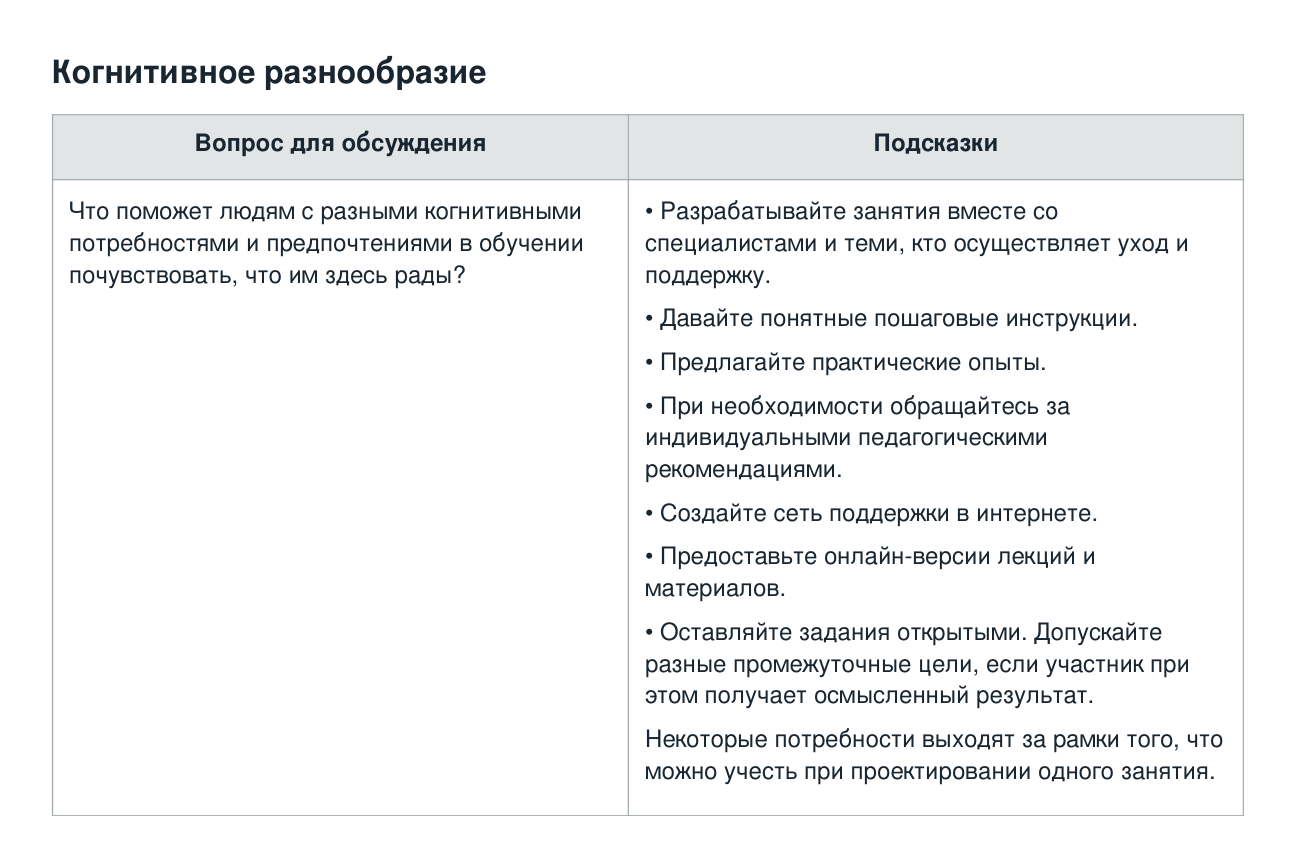 Когнитивное разнообразие
Вопрос для обсуждения
Подсказки
Что поможет людям с разными когнитивными
потребностями и предпочтениями в обучении
почувствовать, что им здесь рады?
• Разрабатывайте занятия вместе со
специалистами и теми, кто осуществляет уход и
поддержку.
• Давайте понятные пошаговые инструкции.
• Предлагайте практические опыты.
• При необходимости обращайтесь за
индивидуальными педагогическими
рекомендациями.
• Создайте сеть поддержки в интернете.
• Предоставьте онлайн-версии лекций и
материалов.
• Оставляйте задания открытыми. Допускайте
разные промежуточные цели, если участник при
этом получает осмысленный результат.
Некоторые потребности выходят за рамки того, что
можно учесть при проектировании одного занятия.